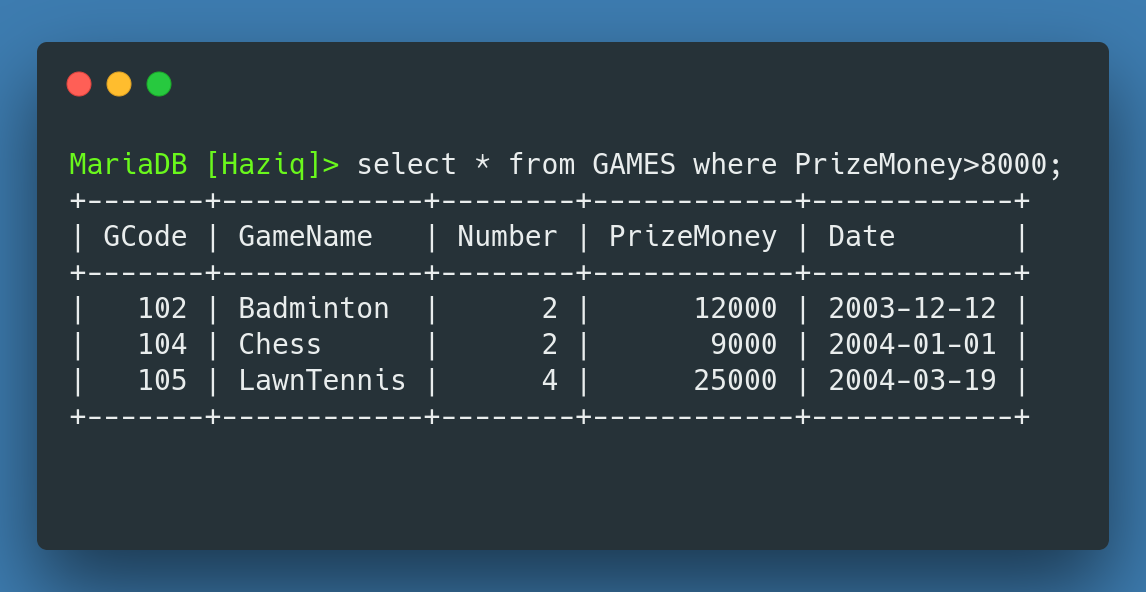 MariaDB [Haziq]> select * from GAMES where PrizeMoney>8000;
+-------+------------+--------+------------+------------+
| GCode | GameName   | Number | PrizeMoney | Date       |
+-------+------------+--------+------------+------------+
|   102 | Badminton  |      2 |      12000 | 2003-12-12 |
|   104 | Chess      |      2 |       9000 | 2004-01-01 |
|   105 | LawnTennis |      4 |      25000 | 2004-03-19 |
+-------+------------+--------+------------+------------+